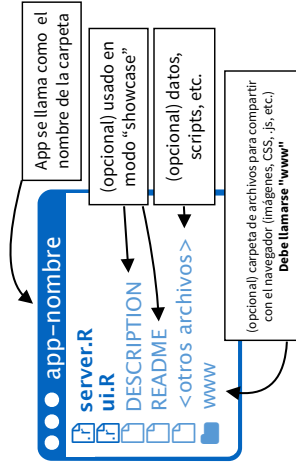 App se llama como el
nombre de la carpeta
app-nombre
.r server.R
.r ui.R
DESCRIPTION
README
<otros archivos>
www
(opcional) usado en
modo “showcase”
(opcional) datos,
scripts, etc.
(opcional) carpeta de archivos para compartir
con el navegador (imágenes, CSS, .js, etc.)
Debe llamarse "www"